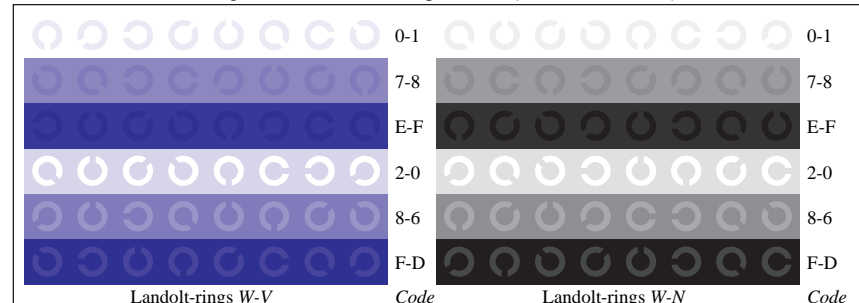 0-1 0-1
7-8 7-8
E-F E-F
2-0 2-0
8-6 8-6
F-D F-D
Landolt-rings W-V Code Landolt-rings W-N Code